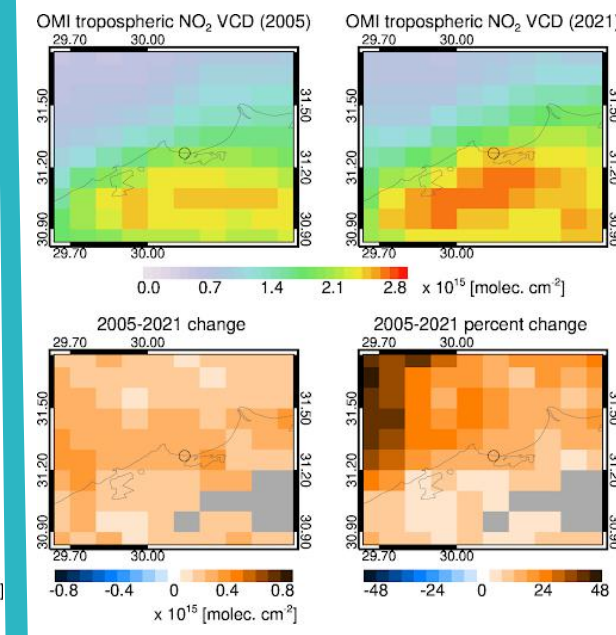 OMI tropospheric NO₂ VCD (2005)
29.70 30.00
31.50
31.20
30.90
29.70 30.00
OMI tropospheric NO₂ VCD (2021)
29.70 30.00
31.50
31.20
30.90
29.70 30.00
0.0 0.7 1.4 2.1 2.8 x 10¹⁵ [molec. cm⁻²]
2005-2021 change
29.70 30.00
31.50
31.20
30.90
29.70 30.00
-0.8 -0.4 0 0.4 0.8
x 10¹⁵ [molec. cm⁻²]
2005-2021 percent change
29.70 30.00
31.50
31.20
30.90
29.70 30.00
-48 -24 0 24 48
]